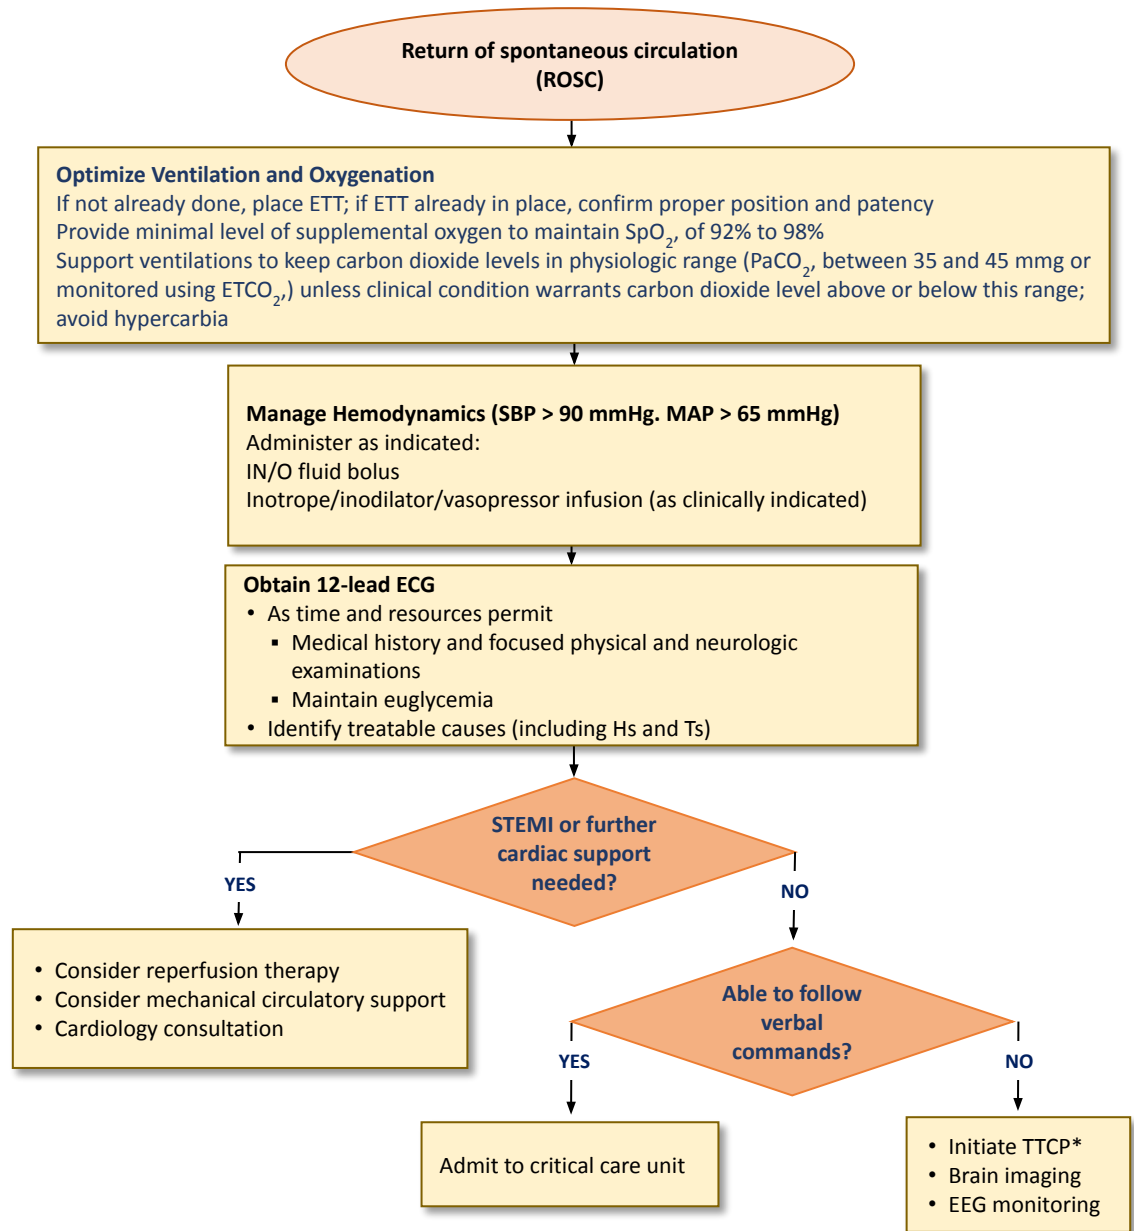 Return of spontaneous circulation
(ROSC)
Optimize Ventilation and Oxygenation
If not already done, place ETT; if ETT already in place, confirm proper position and patency
Provide minimal level of supplemental oxygen to maintain SpO₂, of 92% to 98%
Support ventilations to keep carbon dioxide levels in physiologic range (PaCO₂, between 35 and 45 mmg or
monitored using ETCO₂,) unless clinical condition warrants carbon dioxide level above or below this range;
avoid hypercarbia
Manage Hemodynamics (SBP > 90 mmHg. MAP > 65 mmHg)
Administer as indicated:
IN/O fluid bolus
Inotrope/inodilator/vasopressor infusion (as clinically indicated)
Obtain 12-lead ECG
• As time and resources permit
▪ Medical history and focused physical and neurologic
examinations
▪ Maintain euglycemia
• Identify treatable causes (including Hs and Ts)
STEMI or further
cardiac support
needed?
YES
NO
• Consider reperfusion therapy
• Consider mechanical circulatory support
• Cardiology consultation
Able to follow
verbal
commands?
YES
NO
Admit to critical care unit
• Initiate TTCP*
• Brain imaging
• EEG monitoring